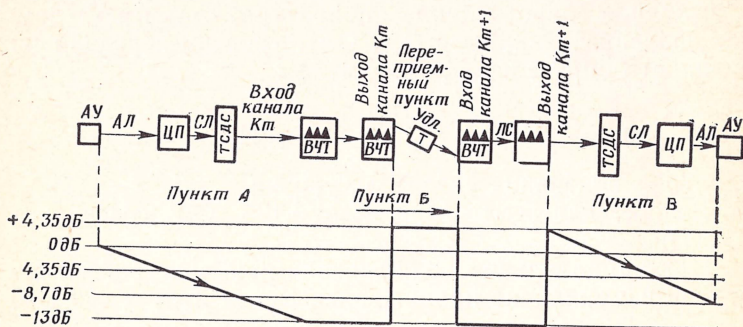 АУ
АЛ
ЦП
СЛ
ТСДС
Вход
канала
Кт
ВЧТ
Выход
канала Кт
ВЧТ
Пере-
приемный
пункт
Удл.
Т
Вход
канала Кт+1
ВЧТ
ЛС
Выход
канала Кт+1
ТСДС
СЛ
ЦП
АЛ
АУ
Пункт А
Пункт Б
Пункт В
+4,35дБ
0дБ
4,35дБ
-8,7дБ
-13дБ